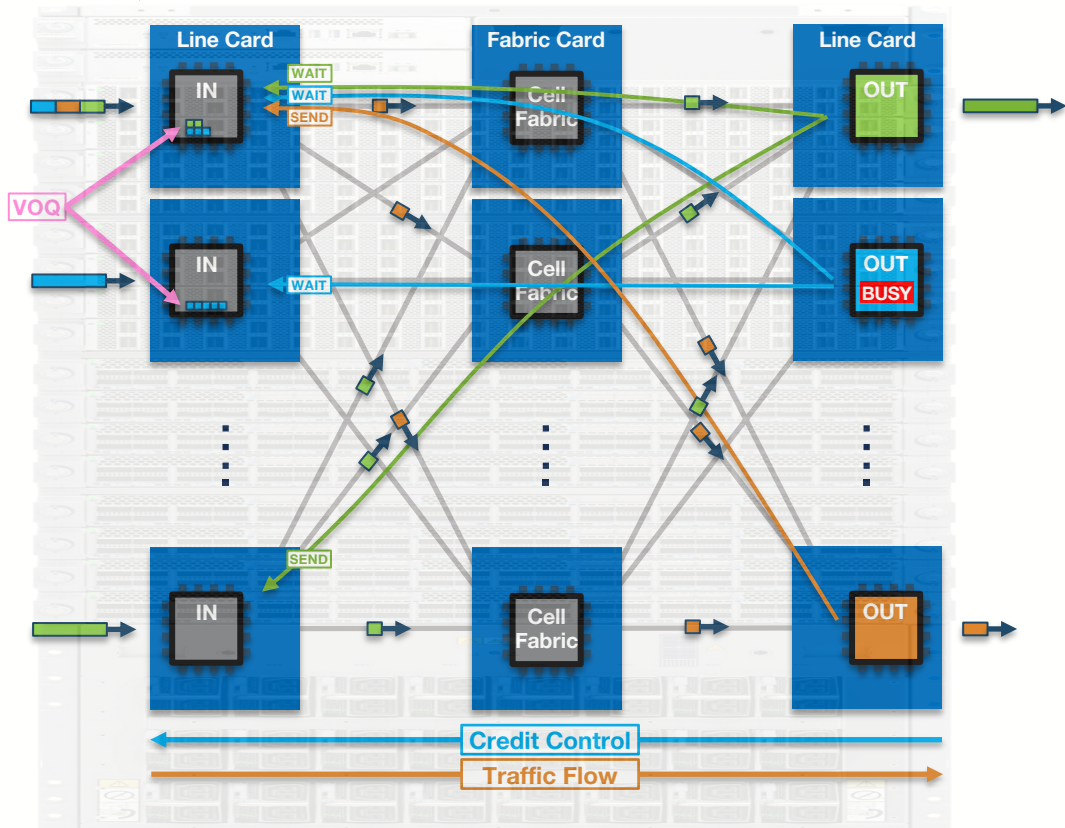 Line Card
Fabric Card
Line Card
IN
WAIT
WAIT
SEND
Cell
Fabric
OUT
VOQ
IN
WAIT
Cell
Fabric
OUT
BUSY
SEND
IN
Cell
Fabric
OUT
Credit Control
Traffic Flow